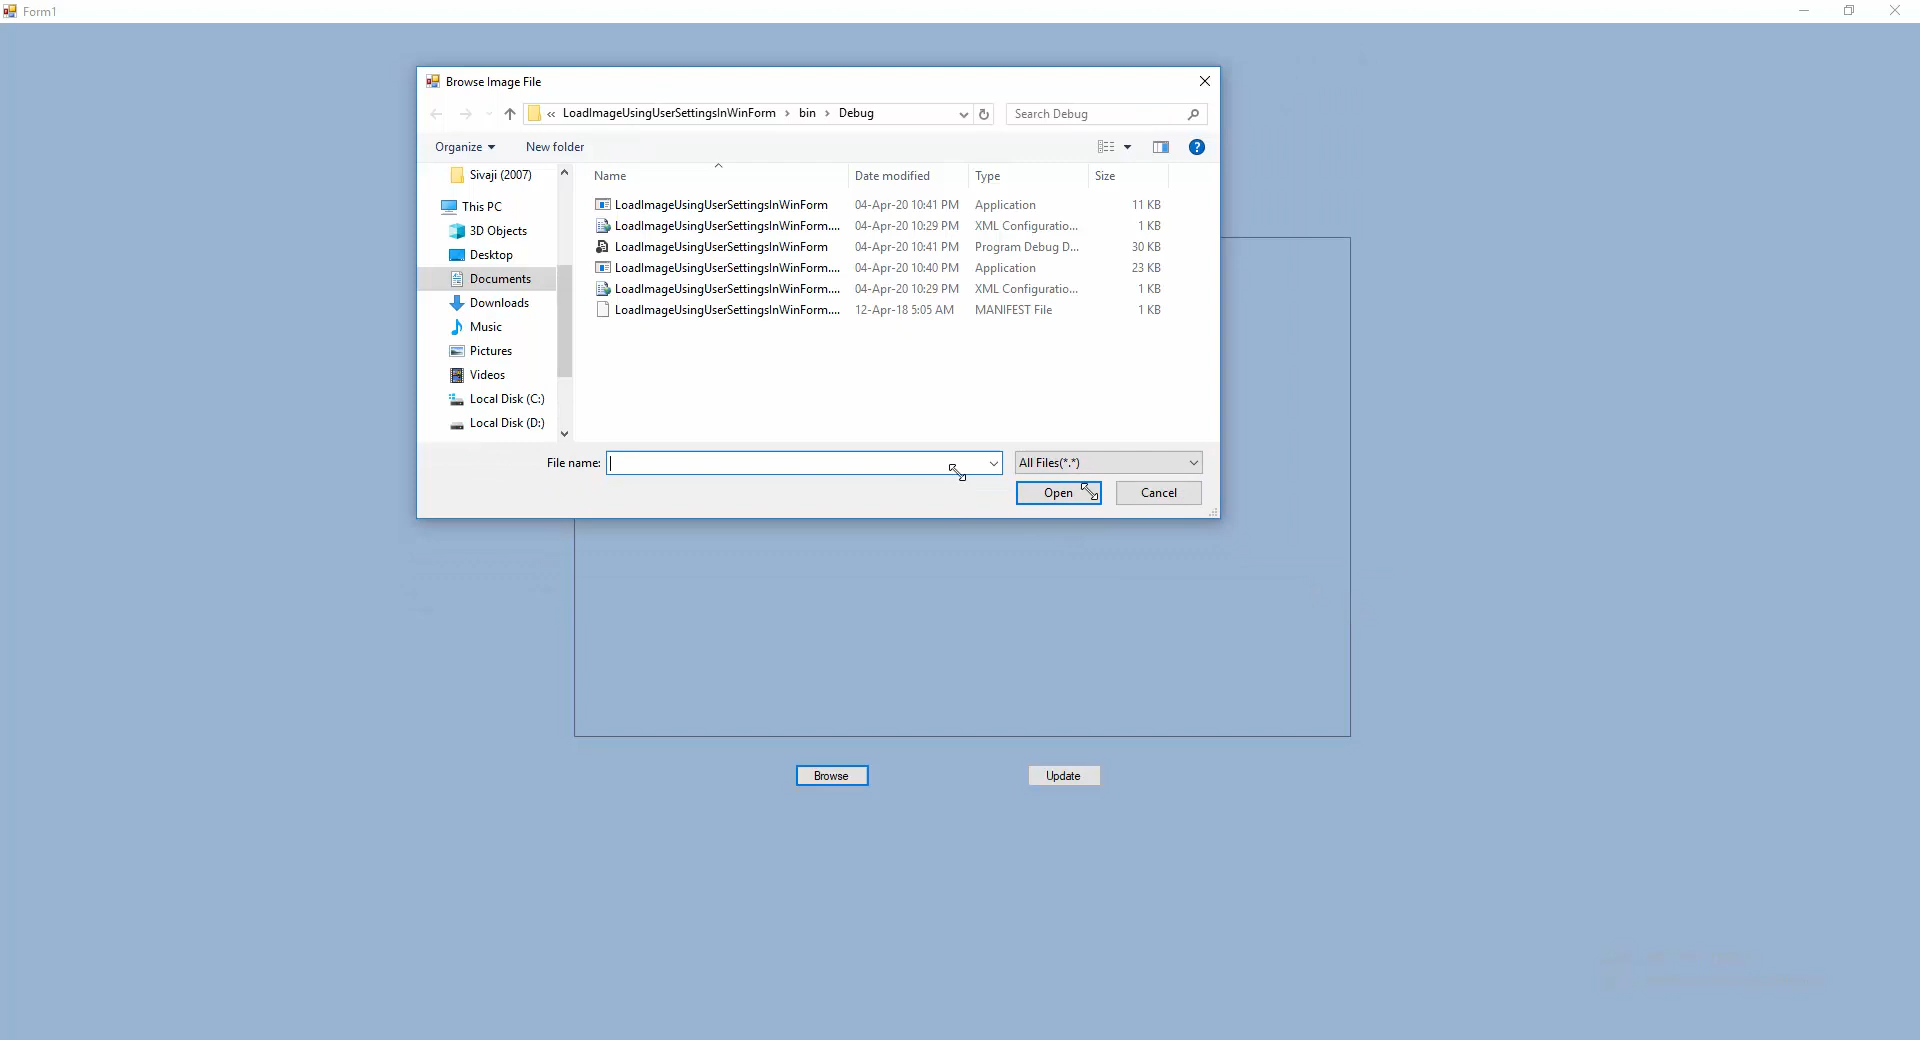 Form1
Browse Image File
« LoadImageUsingUserSettingsInWinForm › bin › Debug
Search Debug
Organize
New folder
Name Date modified Type Size
Sivaji (2007)
This PC
3D Objects
Desktop
Documents
Downloads
Music
Pictures
Videos
Local Disk (C:)
Local Disk (D:)
LoadImageUsingUserSettingsInWinForm 04-Apr-20 10:41 PM Application 11 KB
LoadImageUsingUserSettingsInWinForm.... 04-Apr-20 10:29 PM XML Configuratio... 1 KB
LoadImageUsingUserSettingsInWinForm 04-Apr-20 10:41 PM Program Debug D... 30 KB
LoadImageUsingUserSettingsInWinForm.... 04-Apr-20 10:40 PM Application 23 KB
LoadImageUsingUserSettingsInWinForm.... 04-Apr-20 10:29 PM XML Configuratio... 1 KB
LoadImageUsingUserSettingsInWinForm.... 12-Apr-18 5:05 AM MANIFEST File 1 KB
File name:
All Files(*.*)
Open
Cancel
Browse
Update